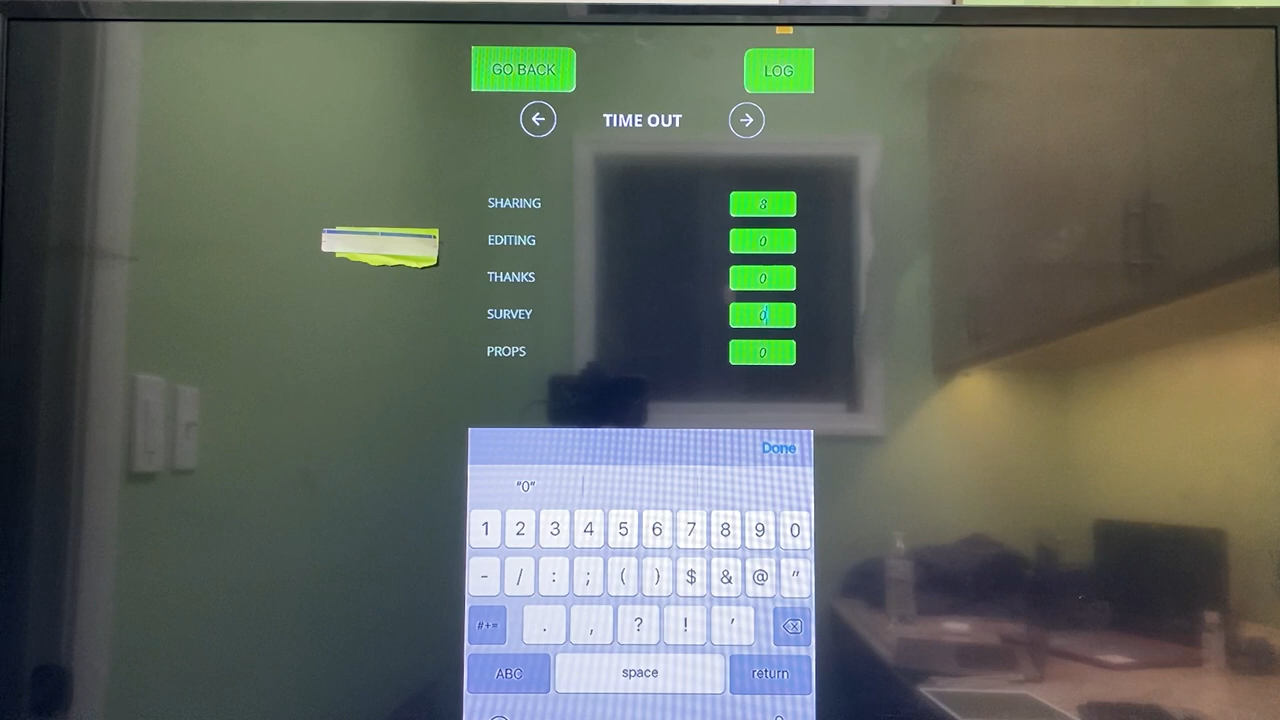 GO BACK LOG
TIME OUT
SHARING 8
EDITING 0
THANKS 0
SURVEY 0
PROPS 0
Done
"0"
1 2 3 4 5 6 7 8 9 0
- / : ; ( ) $ & @ "
#+= . , ? ! '
ABC space return